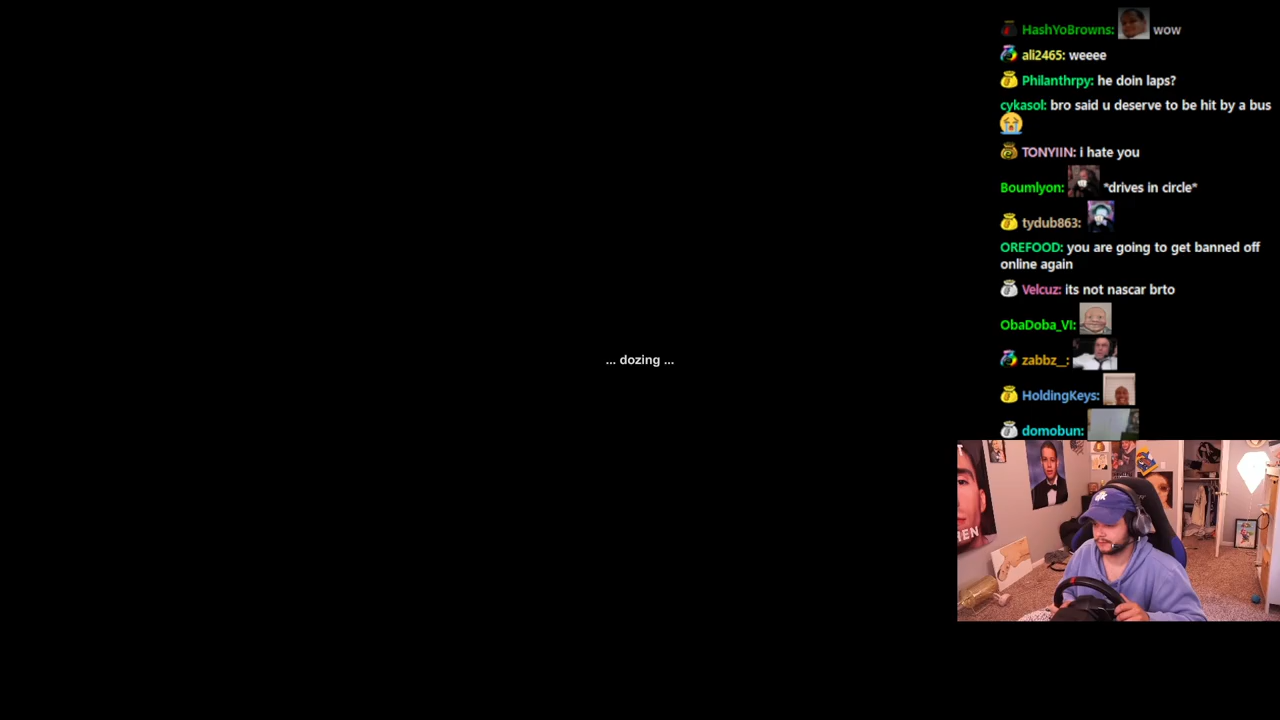 HashYoBrowns: wow
ali2465: weeee
Philanthrpy: he doin laps?
cykasol: bro said u deserve to be hit by a bus
TONYIIN: i hate you
Boumlyon: *drives in circle*
tydub863:
OREFOOD: you are going to get banned off
online again
Velcuz: its not nascar brto
ObaDoba_VI:
... dozing ...
zabbz__:
HoldingKeys:
domobun:
HEN